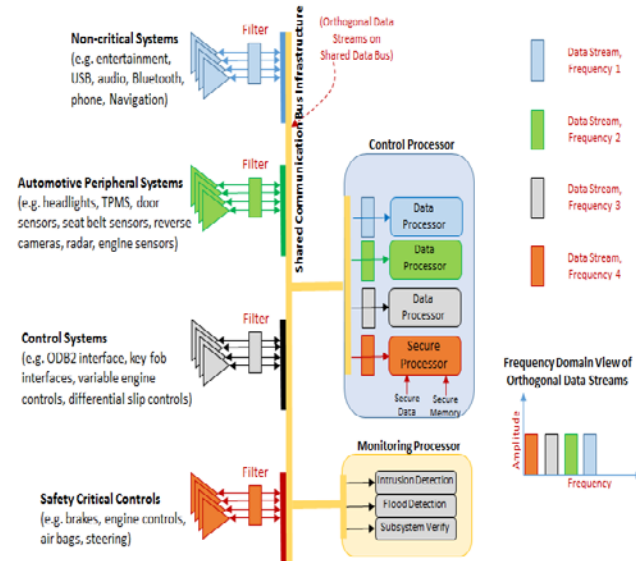 Non-critical Systems
(e.g. entertainment,
USB, audio, Bluetooth,
phone, Navigation)
Filter
Shared Communication Bus Infrastructure
(Orthogonal Data
Streams on
Shared Data Bus)
Automotive Peripheral Systems
(e.g. headlights, TPMS, door
sensors, seat belt sensors, reverse
cameras, radar, engine sensors)
Filter
Control Systems
(e.g. ODB2 interface, key fob
interfaces, variable engine
controls, differential slip controls)
Filter
Safety Critical Controls
(e.g. brakes, engine controls,
air bags, steering)
Filter
Control Processor
Data
Processor
Data
Processor
Data
Processor
Secure
Processor
Secure
Data
Secure
Memory
Monitoring Processor
Intrusion Detection
Flood Detection
Subsystem Verify
Data Stream,
Frequency 1
Data Stream,
Frequency 2
Data Stream,
Frequency 3
Data Stream,
Frequency 4
Frequency Domain View of
Orthogonal Data Streams
Amplitude
Frequency